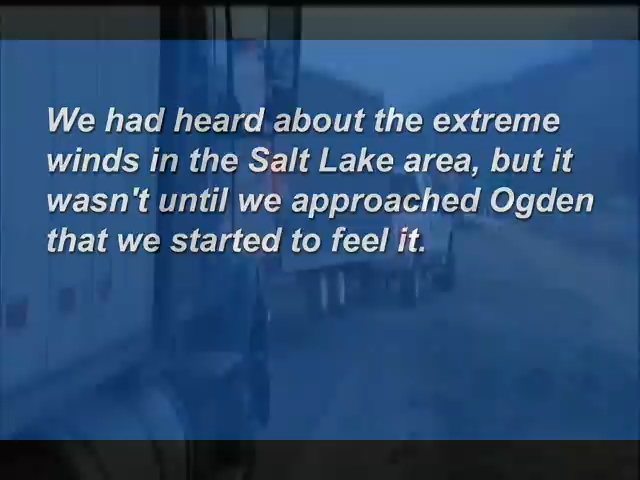 We had heard about the extreme
winds in the Salt Lake area, but it
wasn't until we approached Ogden
that we started to feel it.